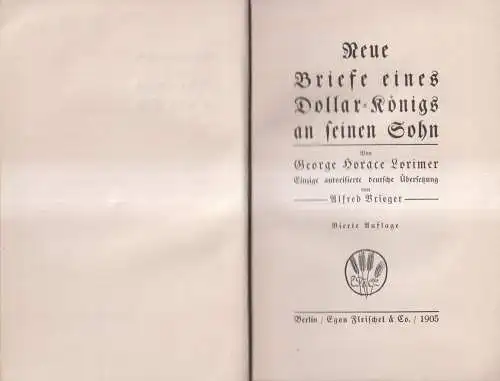 Neue
Briefe eines
Dollar-Königs
an seinen Sohn
Von
George Horace Lorimer
Einzige autorisierte deutsche Übersetzung
von
Alfred Brieger
Vierte Auflage
Berlin / Egon Fleischel & Co. / 1905